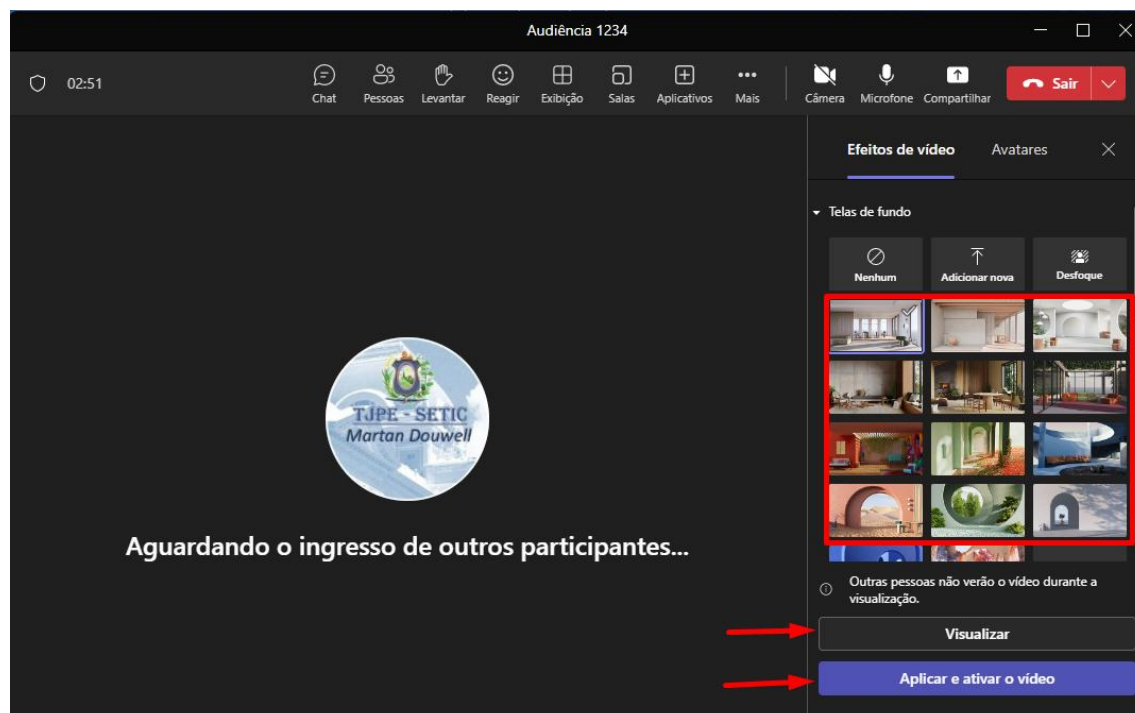 Audiência 1234
02:51
Chat
Pessoas
Levantar
Reagir
Exibição
Salas
Aplicativos
Mais
Câmera
Microfone
Compartilhar
Sair
Efeitos de vídeo
Avatares
Telas de fundo
Nenhum
Adicionar nova
Desfoque
TJPE - SETIC
Martan Douwell
Aguardando o ingresso de outros participantes...
Outras pessoas não verão o vídeo durante a
visualização.
Visualizar
Aplicar e ativar o vídeo